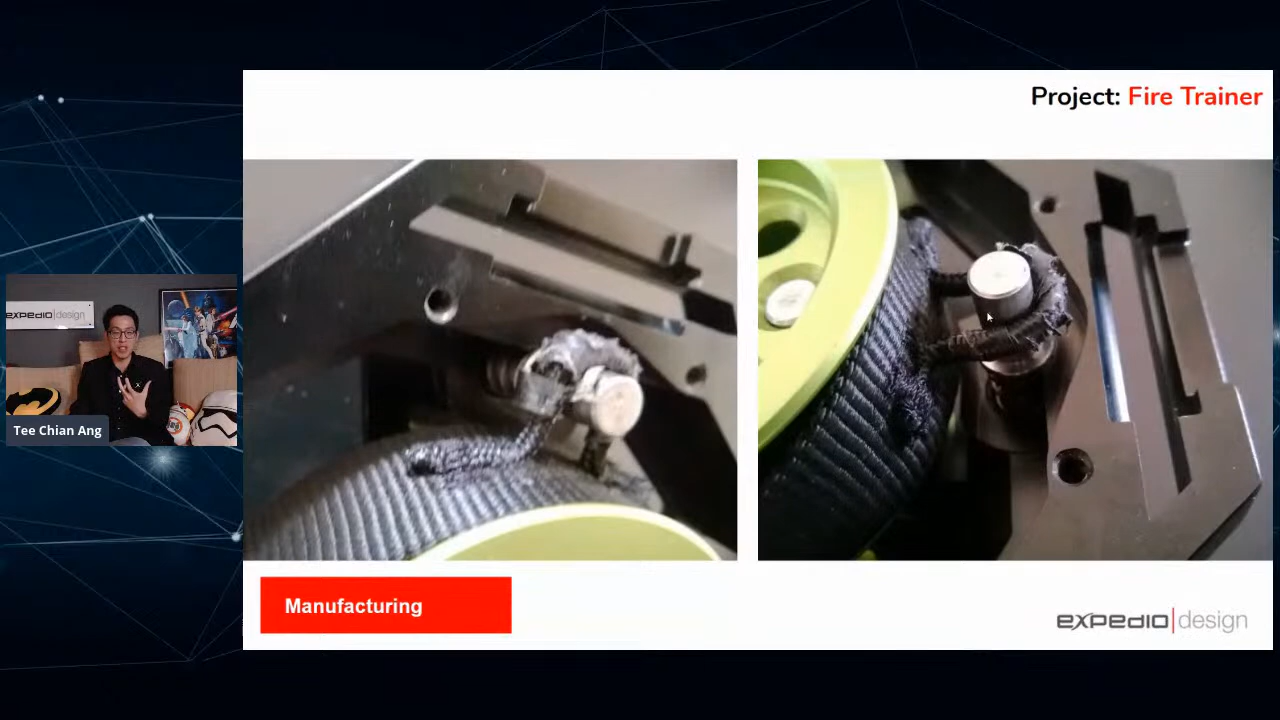 Project: Fire Trainer
expedio|design
Tee Chian Ang
Manufacturing
expedio|design